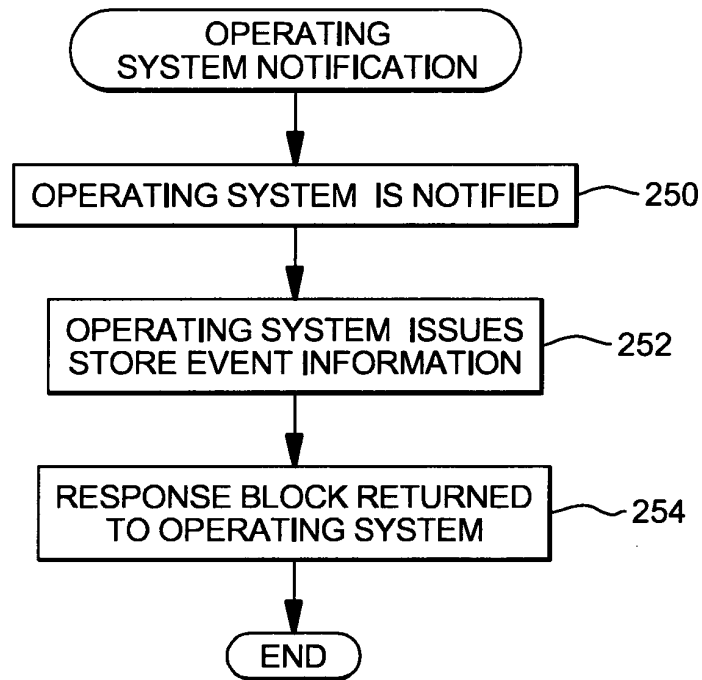 OPERATING
SYSTEM NOTIFICATION
OPERATING SYSTEM IS NOTIFIED
250
OPERATING SYSTEM ISSUES
STORE EVENT INFORMATION
252
RESPONSE BLOCK RETURNED
TO OPERATING SYSTEM
254
END